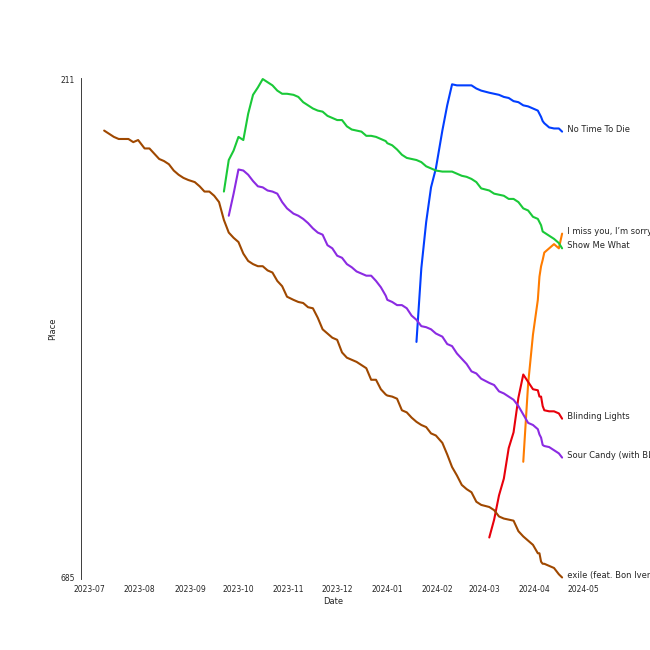 211
No Time To Die
I miss you, I'm sorry
Show Me What
Place
Blinding Lights
Sour Candy (with Bl
exile (feat. Bon Iver
685
2023-07 2023-08 2023-09 2023-10 2023-11 2023-12 2024-01 2024-02 2024-03 2024-04 2024-05
Date